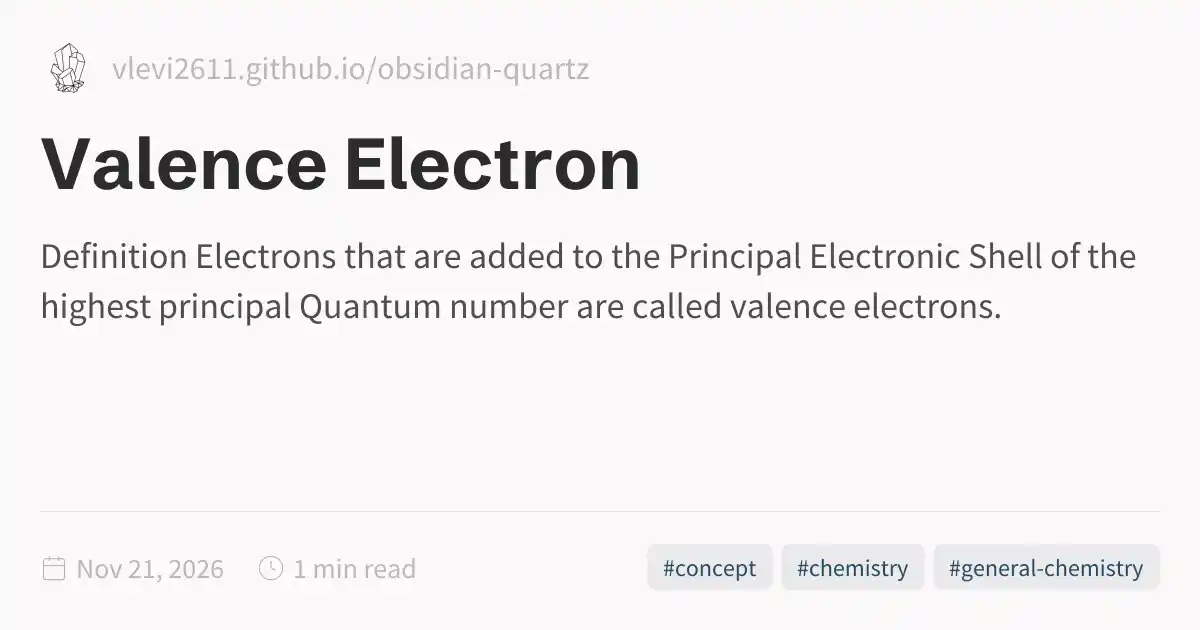 vlevi2611.github.io/obsidian-quartz
Valence Electron
Definition Electrons that are added to the Principal Electronic Shell of the
highest principal Quantum number are called valence electrons.
Nov 21, 2026 1 min read #concept #chemistry #general-chemistry